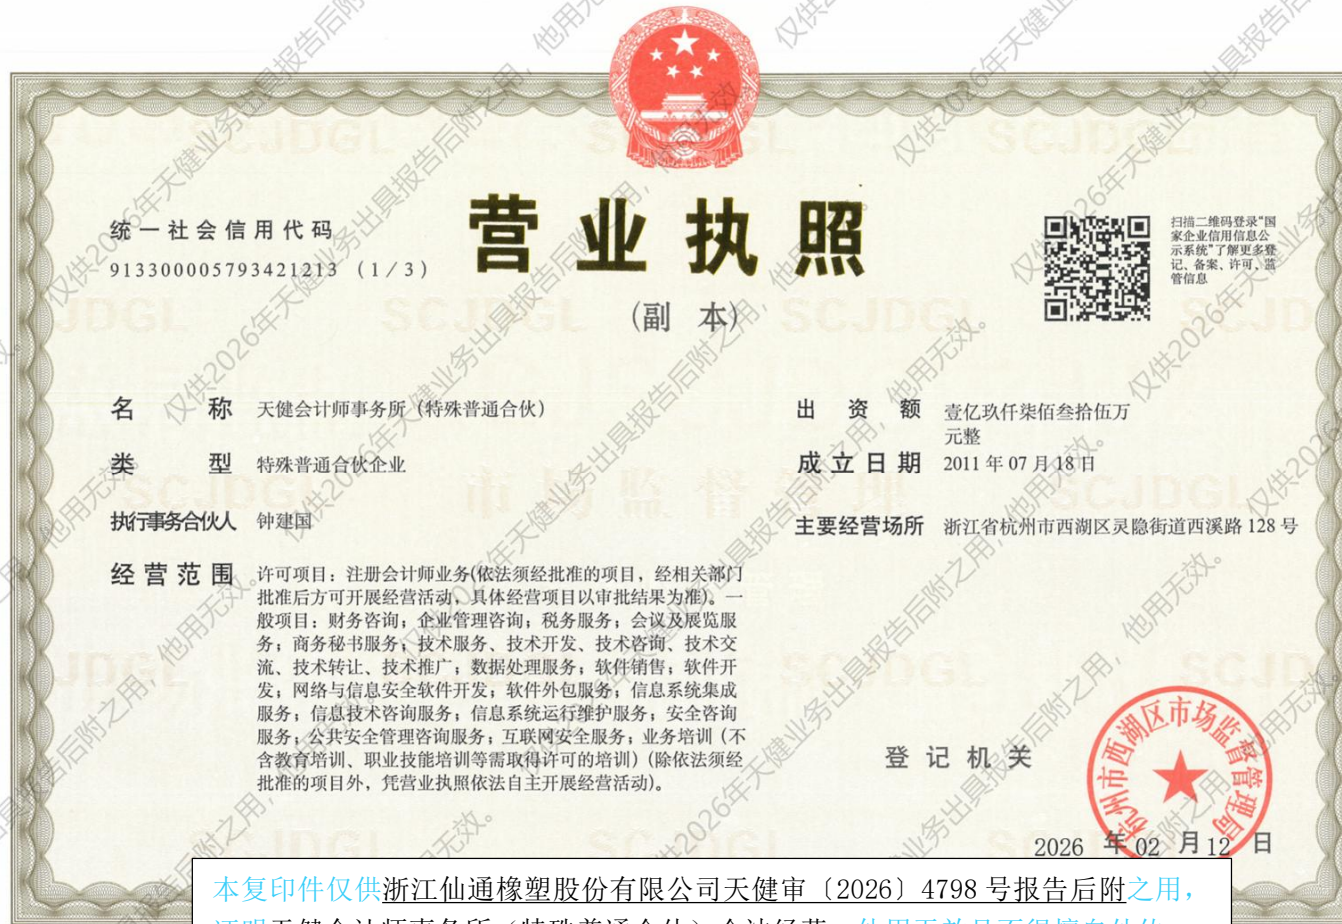 统一社会信用代码
913300005793421213 (1/3)
营业执照
(副 本)
扫描二维码登录“国
家企业信用信息公
示系统”了解更多登
记、备案、许可、监
管信息
名 称 天健会计师事务所（特殊普通合伙）
类 型 特殊普通合伙企业
执行事务合伙人 钟建国
经营范围 许可项目：注册会计师业务(依法须经批准的项目，经相关部门
批准后方可开展经营活动，具体经营项目以审批结果为准)。一
般项目：财务咨询；企业管理咨询；税务服务；会议及展览服
务；商务秘书服务；技术服务、技术开发、技术咨询、技术交
流、技术转让、技术推广；数据处理服务；软件销售；软件开
发；网络与信息安全软件开发；软件外包服务；信息系统集成
服务；信息技术咨询服务；信息系统运行维护服务；安全咨询
服务；公共安全管理咨询服务；互联网安全服务；业务培训（不
含教育培训、职业技能培训等需取得许可的培训）(除依法须经
批准的项目外，凭营业执照依法自主开展经营活动)。
出 资 额 壹亿玖仟柒佰叁拾伍万
元整
成立日期 2011年07月18日
主要经营场所 浙江省杭州市西湖区灵隐街道西溪路128号
登记机关
杭州市西湖区市场监督管理局
2026 年 02 月 12 日
本复印件仅供浙江仙通橡塑股份有限公司天健审〔2026〕4798号报告后附之用，
仅供2026年天健业务出具报告后附之用，他用无效。
SCJDGL
市场监督管理